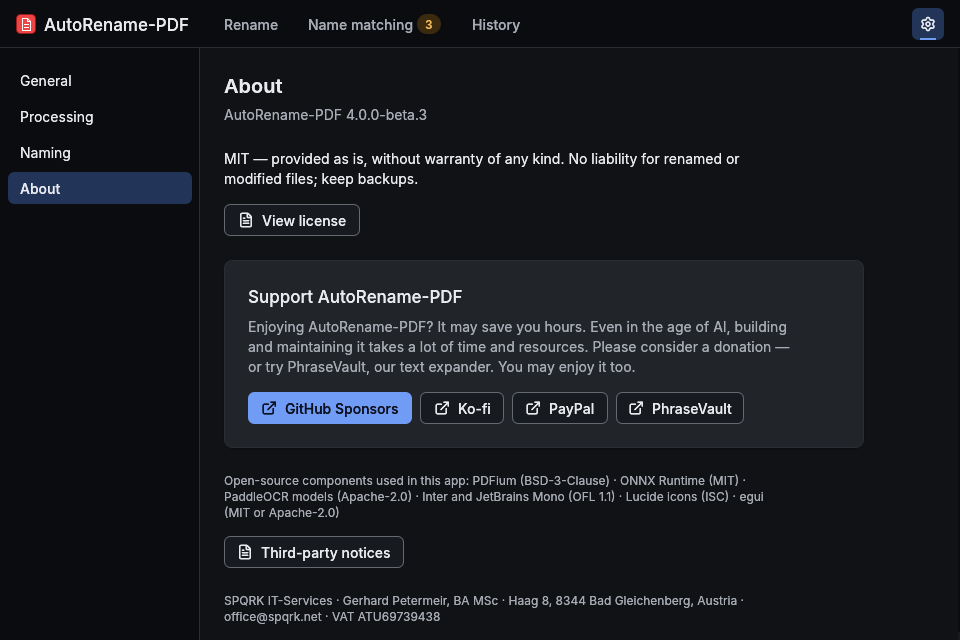 AutoRename-PDF
Rename
Name matching 3
History
General
Processing
Naming
About
About
AutoRename-PDF 4.0.0-beta.3
MIT — provided as is, without warranty of any kind. No liability for renamed or
modified files; keep backups.
View license
Support AutoRename-PDF
Enjoying AutoRename-PDF? It may save you hours. Even in the age of AI, building
and maintaining it takes a lot of time and resources. Please consider a donation —
or try PhraseVault, our text expander. You may enjoy it too.
GitHub Sponsors
Ko-fi
PayPal
PhraseVault
Open-source components used in this app: PDFium (BSD-3-Clause) · ONNX Runtime (MIT) ·
PaddleOCR models (Apache-2.0) · Inter and JetBrains Mono (OFL 1.1) · Lucide icons (ISC) · egui
(MIT or Apache-2.0)
Third-party notices
SPQRK IT-Services · Gerhard Petermeir, BA MSc · Haag 8, 8344 Bad Gleichenberg, Austria ·
office@spqrk.net · VAT ATU69739438